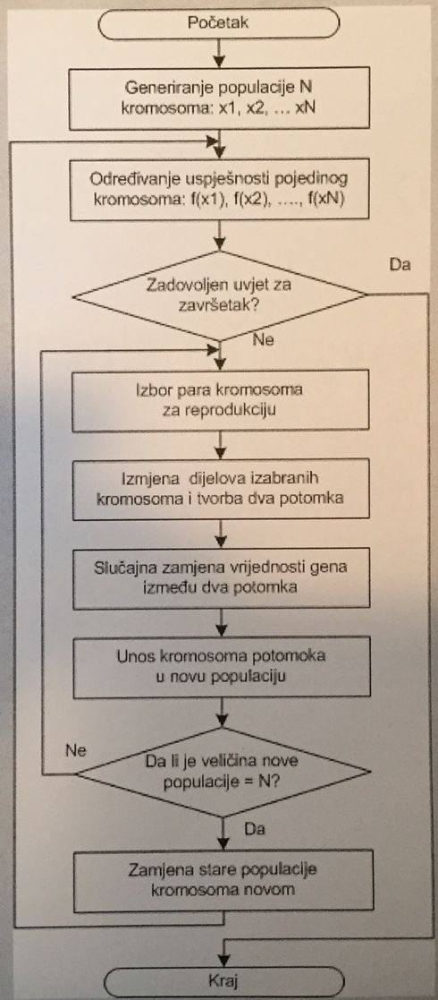 Početak
Generiranje populacije N
kromosoma: x1, x2, ... xN
Određivanje uspješnosti pojedinog
kromosoma: f(x1), f(x2), ...., f(xN)
Da
Zadovoljen uvjet za
završetak?
Ne
Izbor para kromosoma
za reprodukciju
Izmjena dijelova izabranih
kromosoma i tvorba dva potomka
Slučajna zamjena vrijednosti gena
između dva potomka
Unos kromosoma potomoka
u novu populaciju
Ne
Da li je veličina nove
populacije = N?
Da
Zamjena stare populacije
kromosoma novom
Kraj